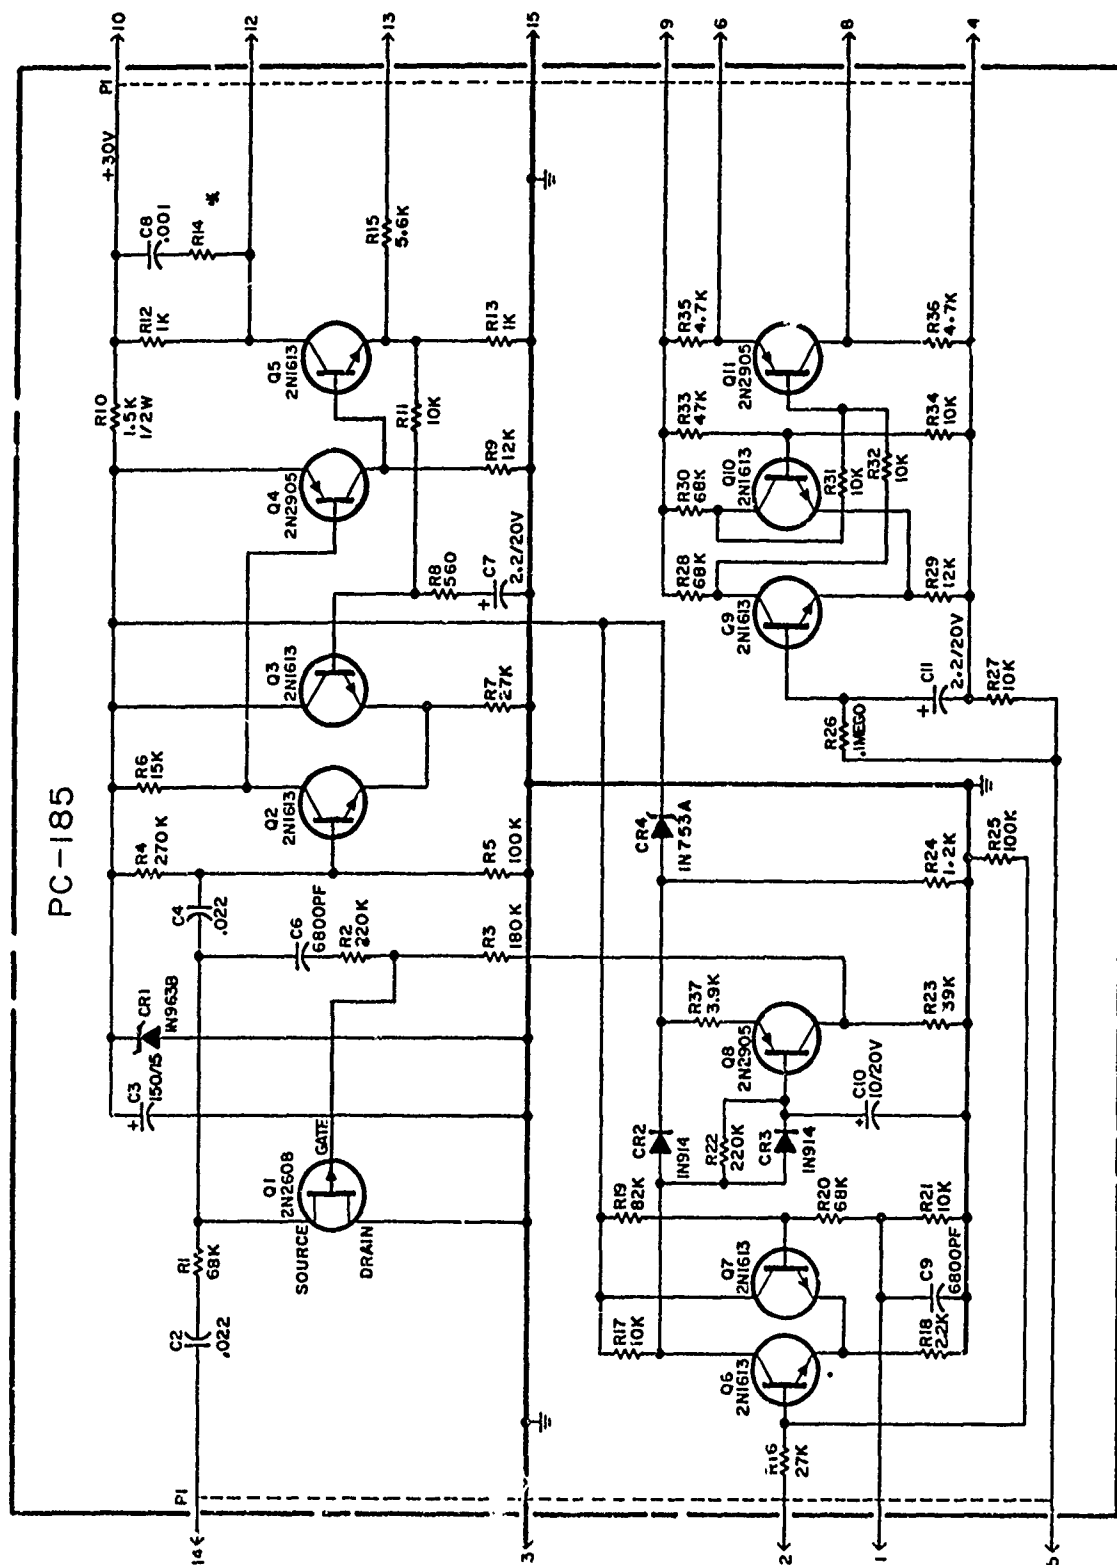 PC-185
P1
14
3
2
1
C2
.022
R1
68K
SOURCE
DRAIN
GATE
Q1
2N2608
C3
150/15
+
CR1
1N963B
C4
.022
C6
6800PF
R2
220K
R3
180K
R4
270K
R5
100K
R6
15K
Q2
2N1613
Q3
2N1613
R7
27K
R8
560
C7
2.2/20V
+
Q4
2N2905
R9
12K
R10
1.5K
1/2W
R11
10K
Q5
2N1613
R12
1K
R13
1K
C8
.001
R14
*
R15
5.6K
+30V
P1
10
12
13
15
R16
27K
Q6
2N1613
R17
10K
R18
2.2K
Q7
2N1613
C9
6800PF
R19
82K
R20
68K
R21
10K
CR2
1N914
R22
220K
CR3
1N914
C10
10/20V
+
Q8
2N2905
R37
3.9K
R23
39K
R24
1.2K
R25
100K
CR4
1N753A
R26
.1MEGO
C11
2.2/20V
+
R27
10K
Q9
2N1613
R28
68K
R29
12K
R30
68K
Q10
2N1613
R31
10K
R32
10K
R33
47K
R34
10K
Q11
2N2905
R35
4.7K
R36
4.7K
9
6
8
4